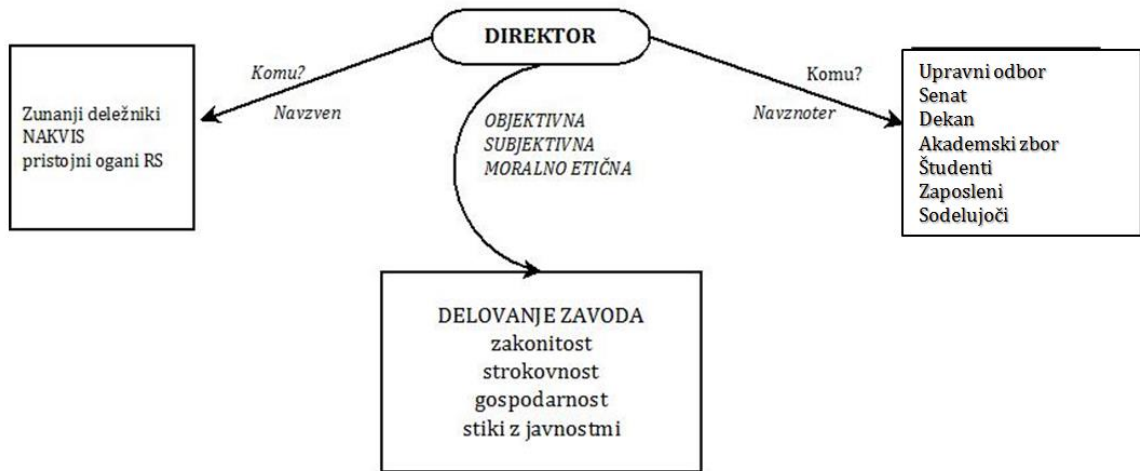 DIREKTOR
Komu?
Navzven
Zunanji deležniki
NAKVIS
pristojni ogani RS
OBJEKTIVNA
SUBJEKTIVNA
MORALNO ETIČNA
Komu?
Navznoter
Upravni odbor
Senat
Dekan
Akademski zbor
Študenti
Zaposleni
Sodelujoči
DELOVANJE ZAVODA
zakonitost
strokovnost
gospodarnost
stiki z javnostmi